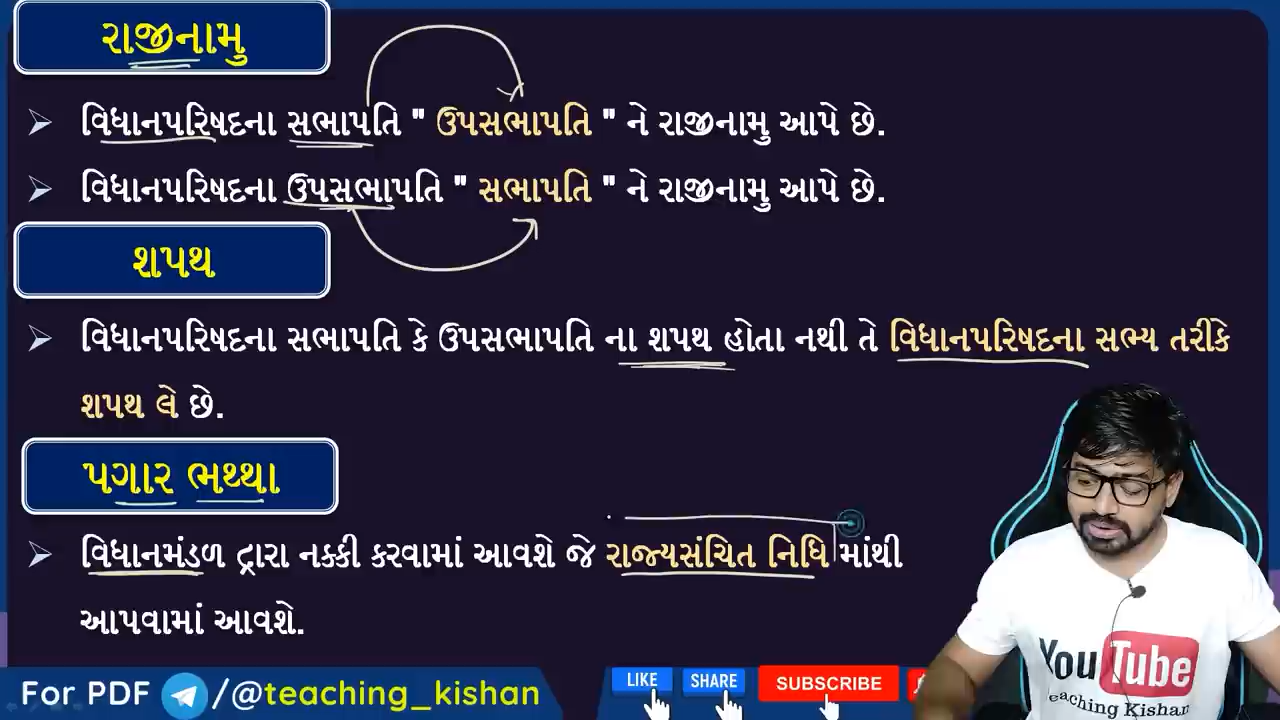 રાજીનામુ
વિધાનપરિષદના સભાપતિ " ઉપસભાપતિ " ને રાજીનામુ આપે છે.
વિધાનપરિષદના ઉપસભાપતિ " સભાપતિ " ને રાજીનામુ આપે છે.
શપથ
વિધાનપરિષદના સભાપતિ કે ઉપસભાપતિ ના શપથ હોતા નથી તે વિધાનપરિષદના સભ્ય તરીકે
શપથ લે છે.
પગાર ભથ્થા
વિધાનમંડળ દ્રારા નક્કી કરવામાં આવશે જે રાજ્યસંચિત નિધિ માંથી
આપવામાં આવશે.
You Tube
Teaching Kishan
For PDF /@teaching_kishan
LIKE SHARE SUBSCRIBE